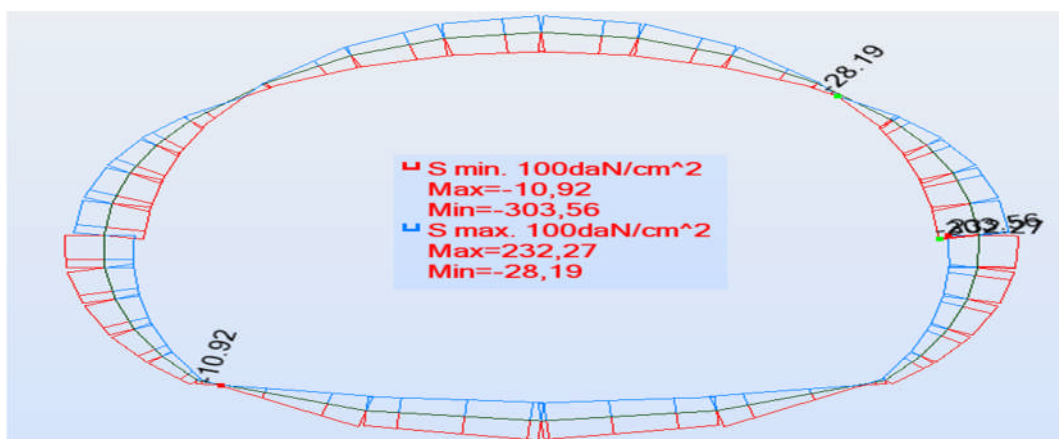 -28.19
S min. 100daN/cm^2
Max=-10,92
Min=-303,56
S max. 100daN/cm^2
Max=232,27
Min=-28,19
-10.92